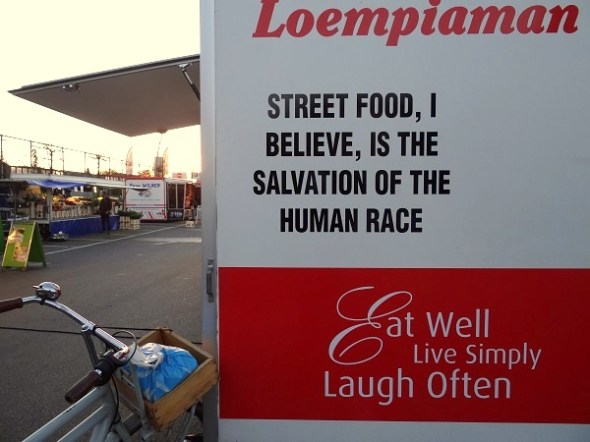 Loempiaman
STREET FOOD, I
BELIEVE, IS THE
SALVATION OF THE
HUMAN RACE
Eat Well
Live Simply
Laugh Often